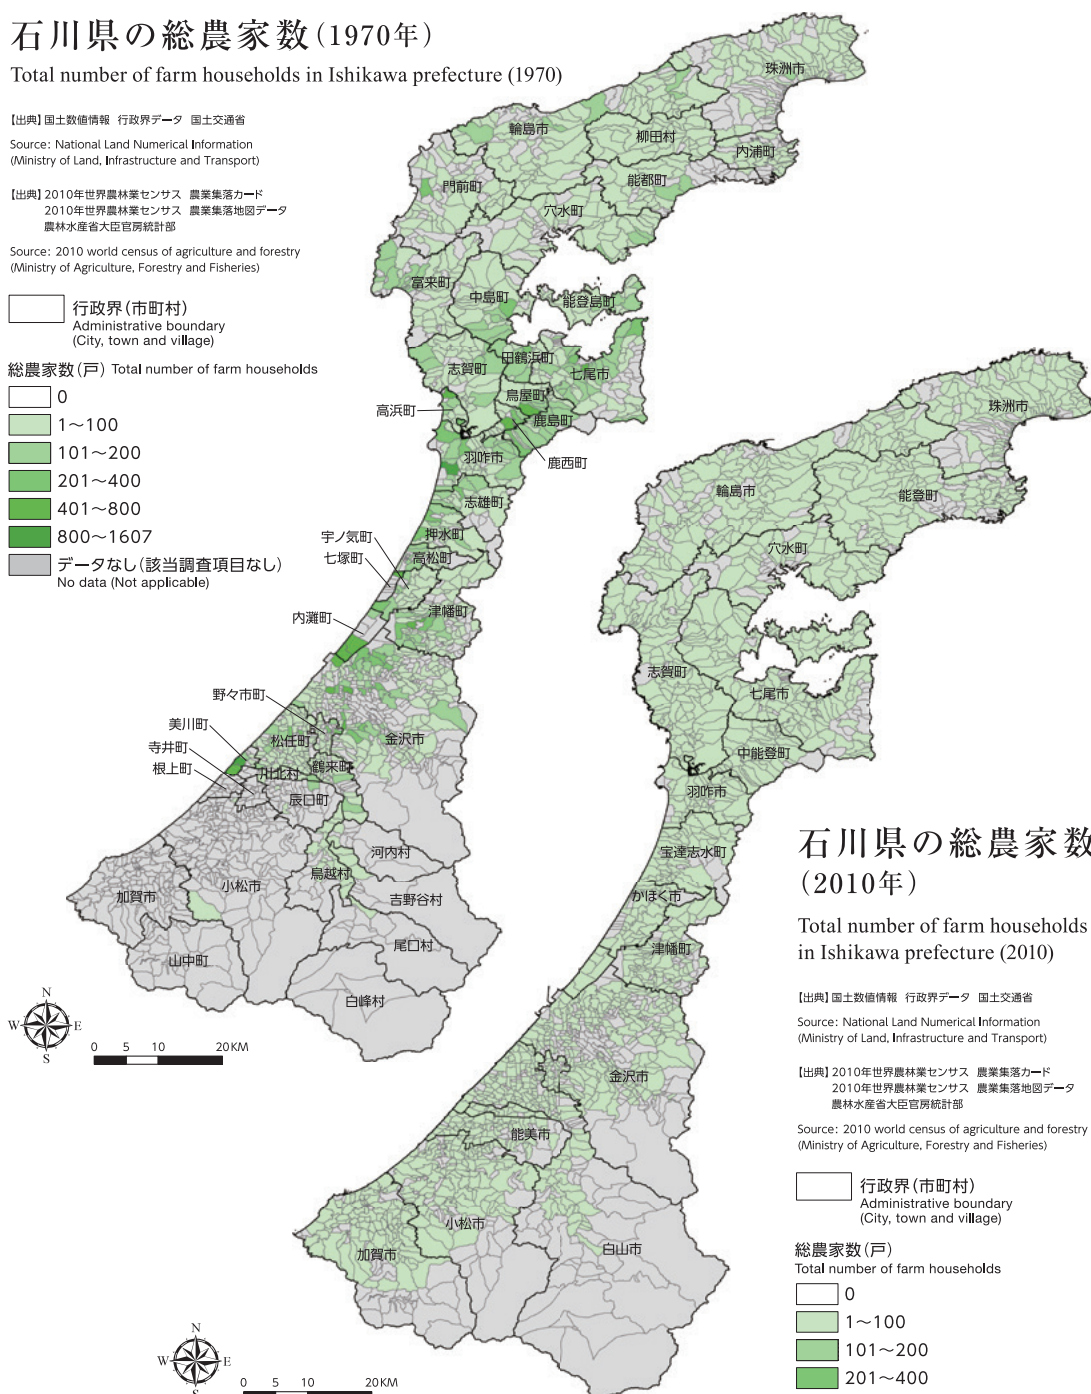 石川県の総農家数(1970年)
Total number of farm households in Ishikawa prefecture (1970)
【出典】国土数値情報 行政界データ 国土交通省
Source: National Land Numerical Information
(Ministry of Land, Infrastructure and Transport)
【出典】2010年世界農林業センサス 農業集落カード
2010年世界農林業センサス 農業集落地図データ
農林水産省大臣官房統計部
Source: 2010 world census of agriculture and forestry
(Ministry of Agriculture, Forestry and Fisheries)
行政界(市町村)
Administrative boundary
(City, town and village)
総農家数(戸) Total number of farm households
0
1〜100
101〜200
201〜400
401〜800
800〜1607
データなし(該当調査項目なし)
No data (Not applicable)
珠洲市
輪島市
柳田村
内浦町
能都町
門前町
穴水町
富来町
中島町
能登島町
田鶴浜町
志賀町
七尾市
鳥屋町
高浜町
鹿島町
鹿西町
羽咋市
志雄町
押水町
宇ノ気町
高松町
七塚町
内灘町
津幡町
野々市町
美川町
松任町
金沢市
寺井町
川北村
鶴来町
根上町
辰口町
河内村
鳥越村
小松市
加賀市
吉野谷村
尾口村
山中町
白峰村
N
W
E
S
0 5 10 20KM
珠洲市
輪島市
能登町
穴水町
志賀町
七尾市
中能登町
羽咋市
宝達志水町
かほく市
津幡町
金沢市
能美市
小松市
加賀市
白山市
石川県の総農家数
(2010年)
Total number of farm households
in Ishikawa prefecture (2010)
【出典】国土数値情報 行政界データ 国土交通省
Source: National Land Numerical Information
(Ministry of Land, Infrastructure and Transport)
【出典】2010年世界農林業センサス 農業集落カード
2010年世界農林業センサス 農業集落地図データ
農林水産省大臣官房統計部
Source: 2010 world census of agriculture and forestry
(Ministry of Agriculture, Forestry and Fisheries)
行政界(市町村)
Administrative boundary
(City, town and village)
総農家数(戸)
Total number of farm households
0
1〜100
101〜200
201〜400
N
W
E
S
0 5 10 20KM